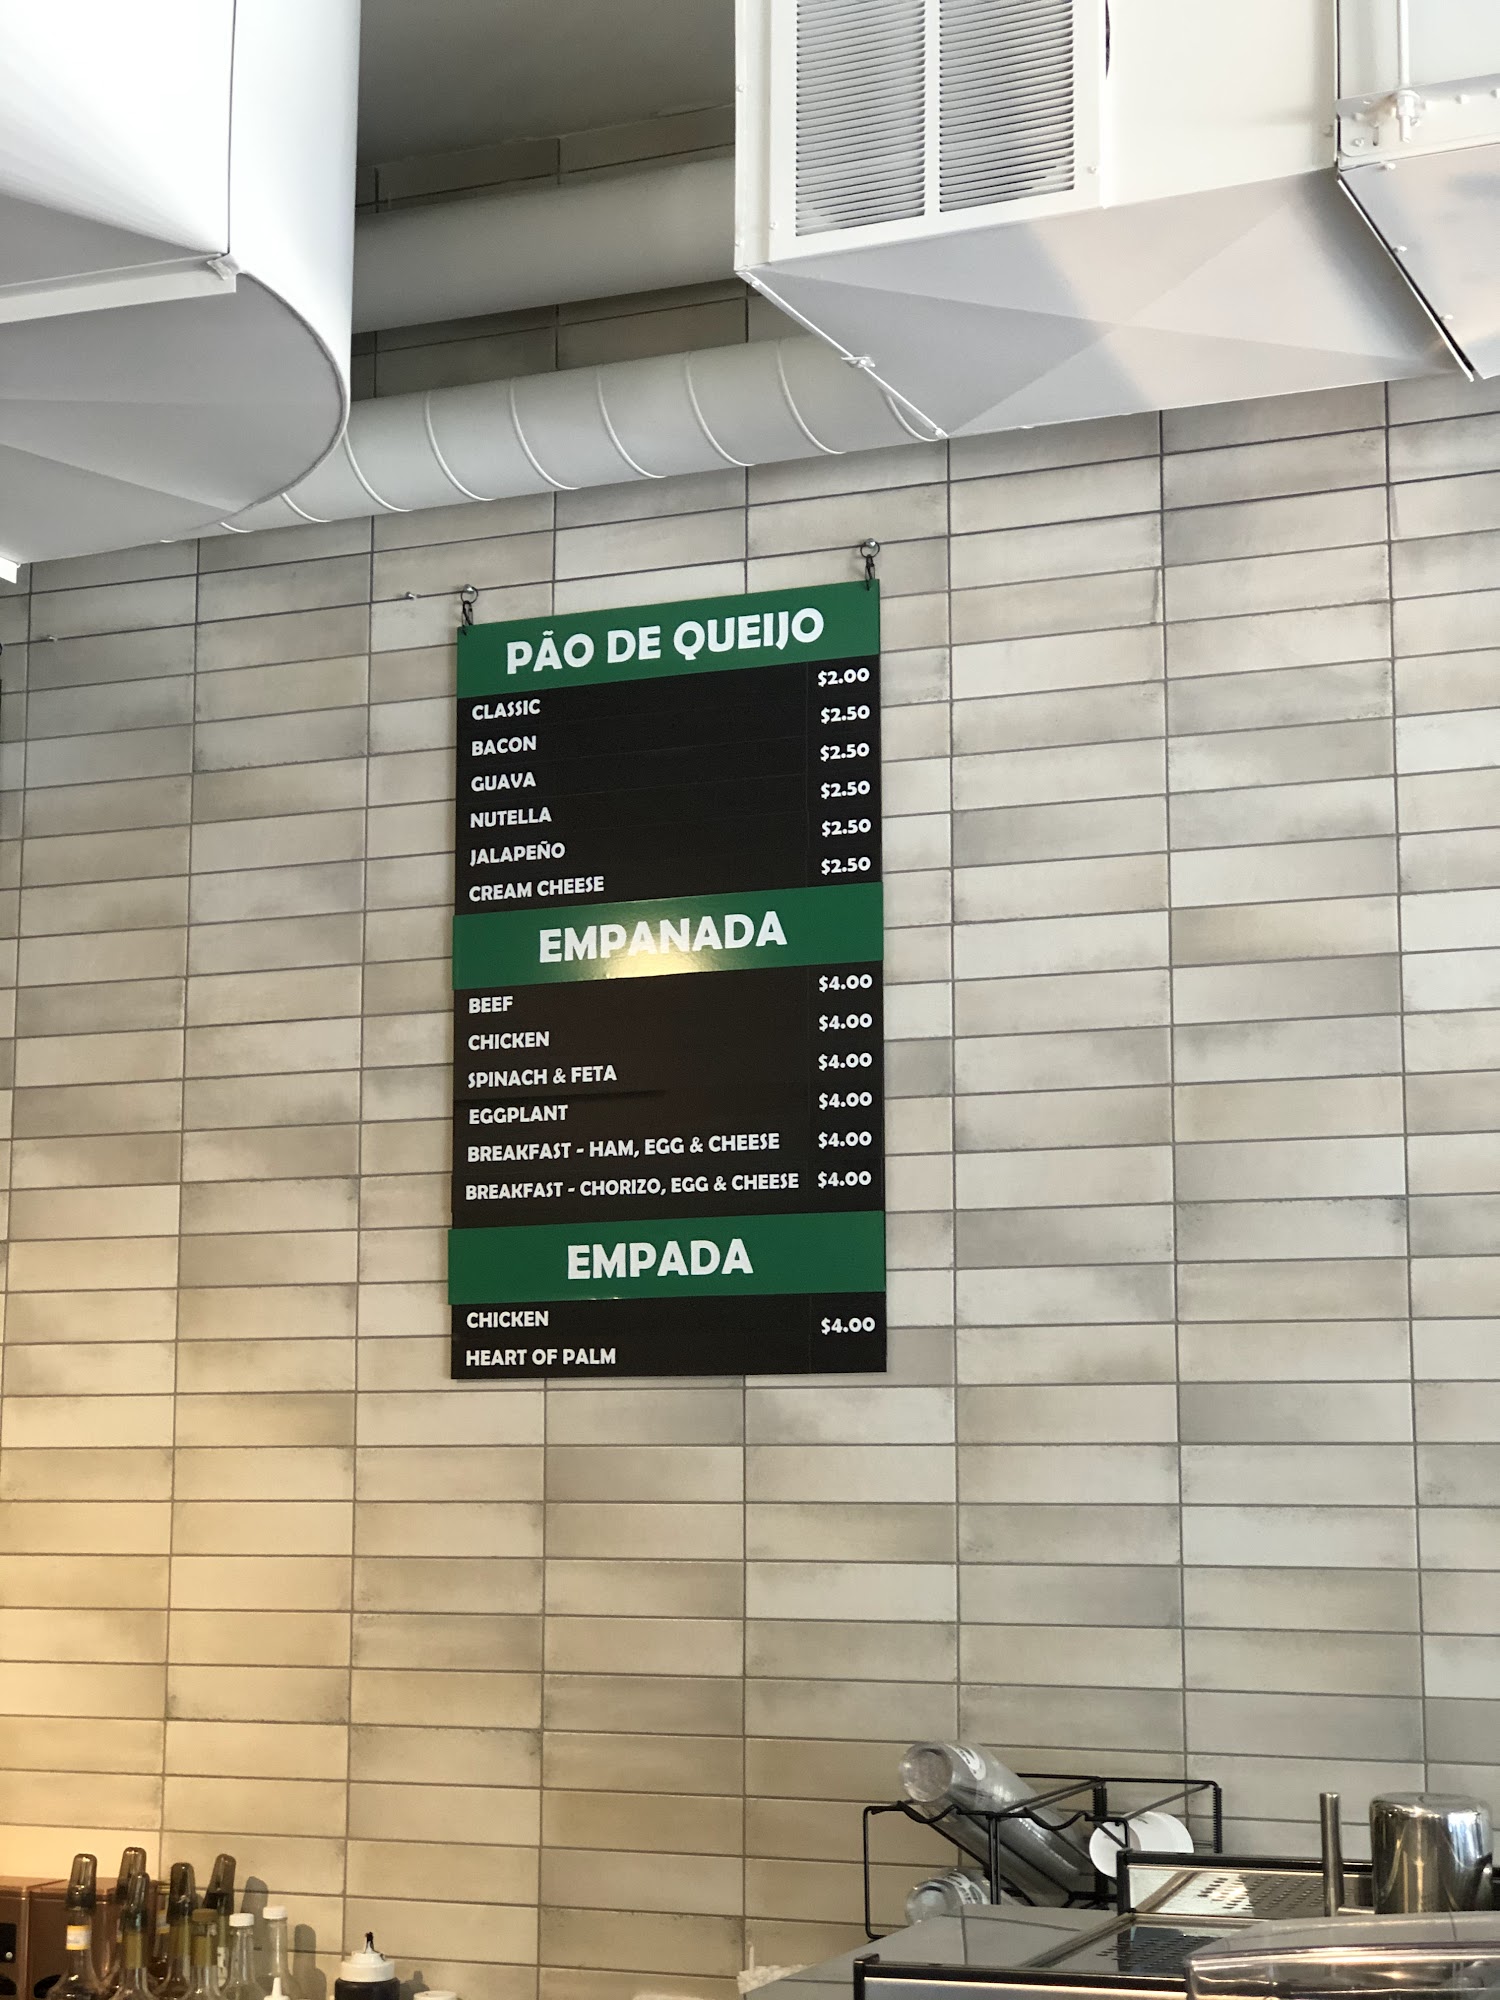 PÃO DE QUEIJO
CLASSIC $2.00
BACON $2.50
GUAVA $2.50
NUTELLA $2.50
JALAPEÑO $2.50
CREAM CHEESE $2.50
EMPANADA
BEEF $4.00
CHICKEN $4.00
SPINACH & FETA $4.00
EGGPLANT $4.00
BREAKFAST - HAM, EGG & CHEESE $4.00
BREAKFAST - CHORIZO, EGG & CHEESE $4.00
EMPADA
CHICKEN $4.00
HEART OF PALM